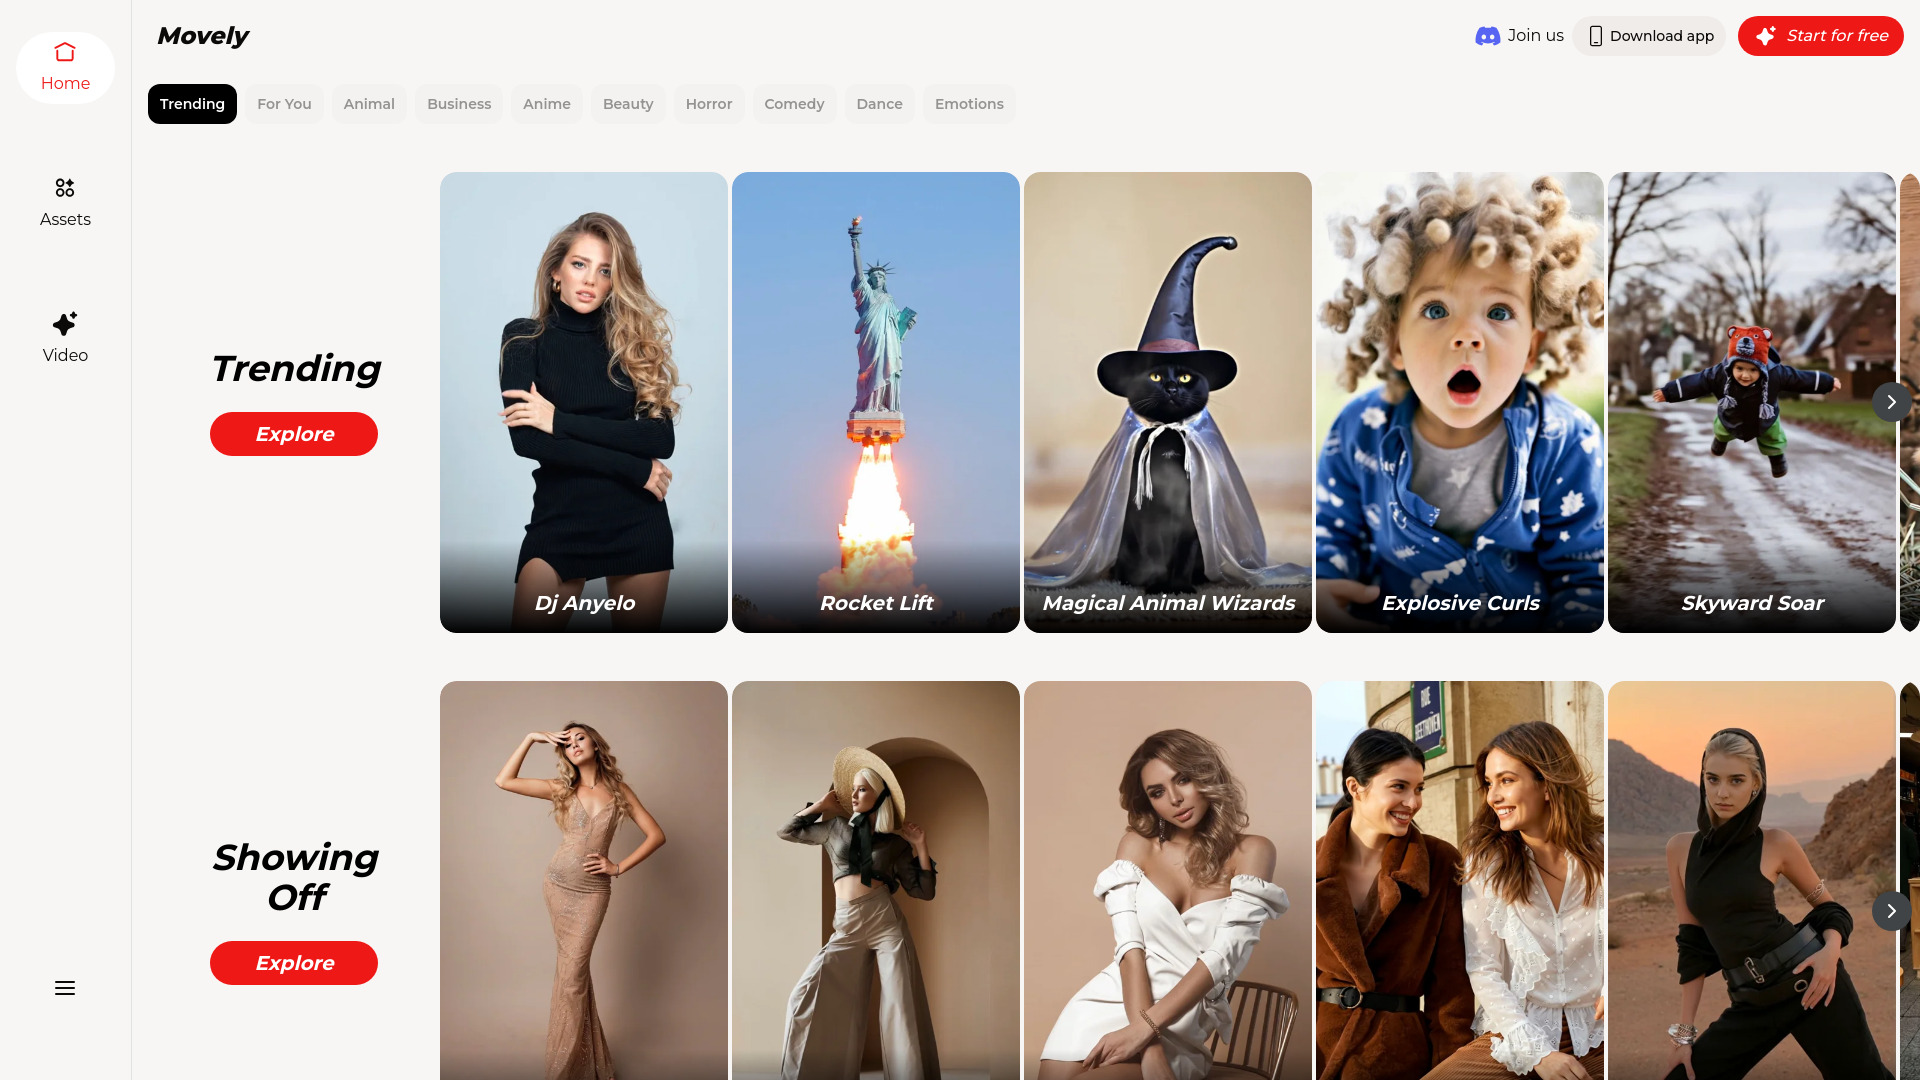 Movely
Join us
Download app
Start for free
Home
Assets
Video
Trending
For You
Animal
Business
Anime
Beauty
Horror
Comedy
Dance
Emotions
Trending
Explore
Dj Anyelo
Rocket Lift
Magical Animal Wizards
Explosive Curls
Skyward Soar
Showing
Off
Explore
RUE
BEETHOVEN